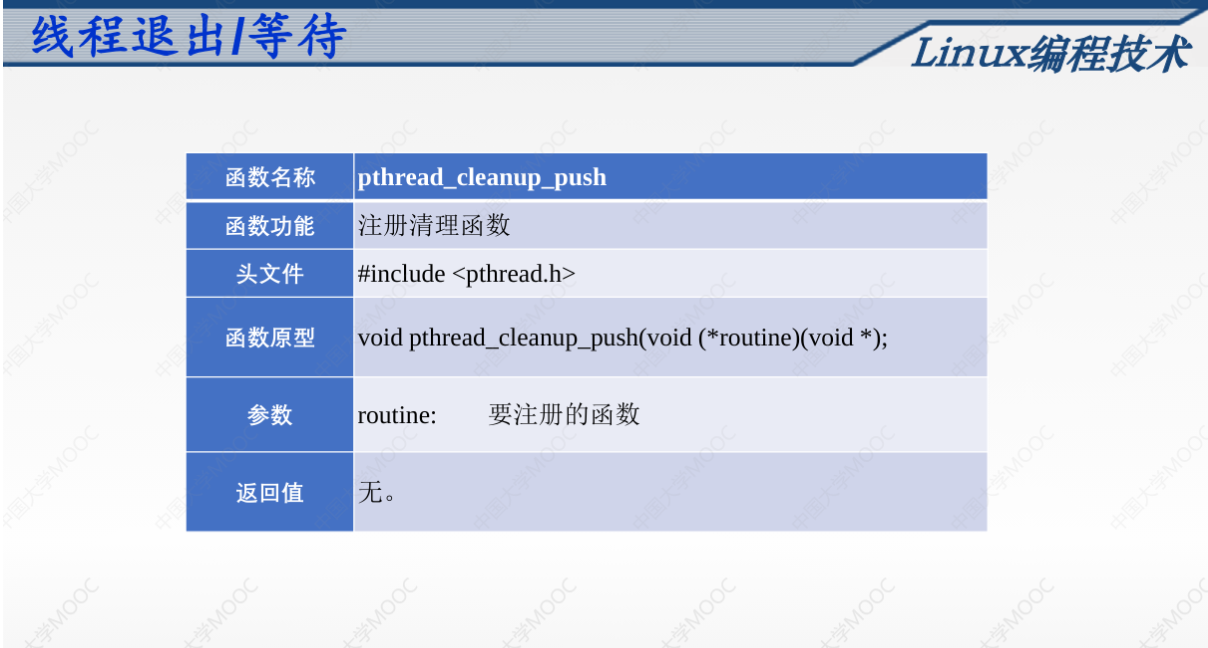 线程退出/等待
Linux编程技术
函数名称 pthread_cleanup_push
函数功能 注册清理函数
头文件 #include <pthread.h>
函数原型 void pthread_cleanup_push(void (*routine)(void *);
参数 routine: 要注册的函数
返回值 无。
中国大学MOOC